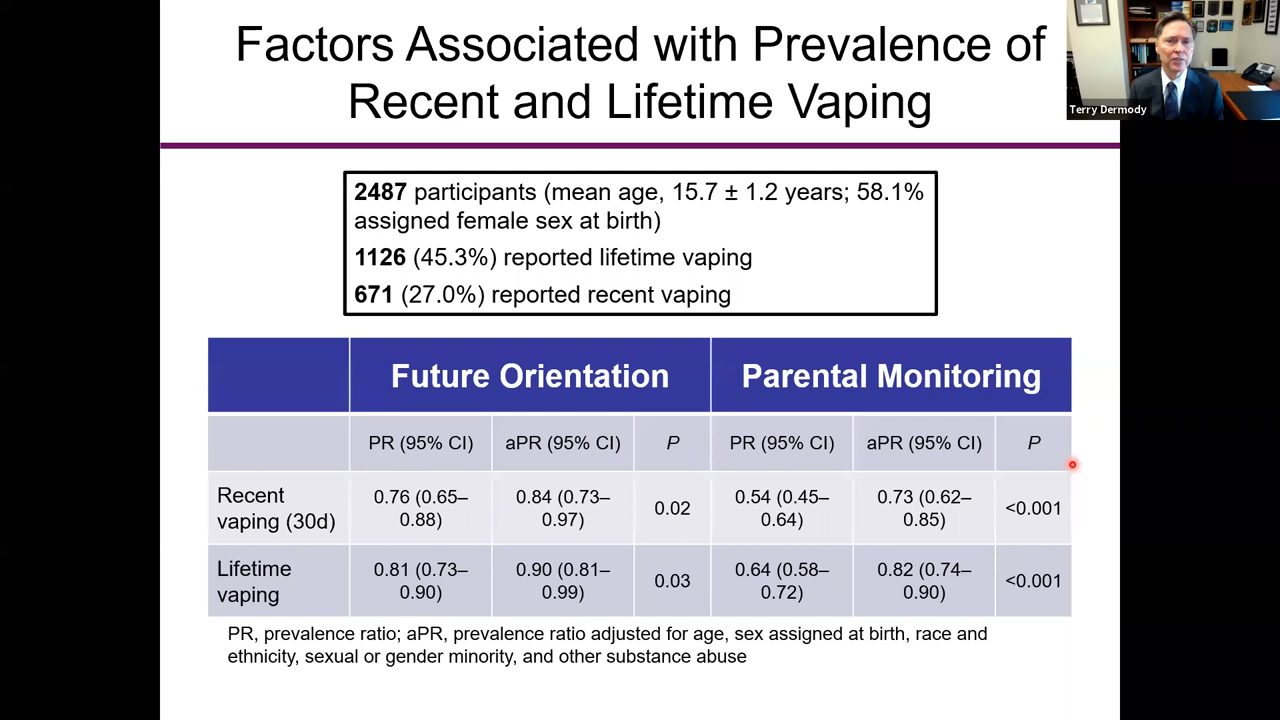 Factors Associated with Prevalence of
Recent and Lifetime Vaping
Terry Dermody
2487 participants (mean age, 15.7 ± 1.2 years; 58.1%
assigned female sex at birth)
1126 (45.3%) reported lifetime vaping
671 (27.0%) reported recent vaping
Future Orientation
Parental Monitoring
PR (95% CI)
aPR (95% CI)
P
PR (95% CI)
aPR (95% CI)
P
Recent
vaping (30d)
0.76 (0.65–
0.88)
0.84 (0.73–
0.97)
0.02
0.54 (0.45–
0.64)
0.73 (0.62–
0.85)
<0.001
Lifetime
vaping
0.81 (0.73–
0.90)
0.90 (0.81–
0.99)
0.03
0.64 (0.58–
0.72)
0.82 (0.74–
0.90)
<0.001
PR, prevalence ratio; aPR, prevalence ratio adjusted for age, sex assigned at birth, race and
ethnicity, sexual or gender minority, and other substance abuse